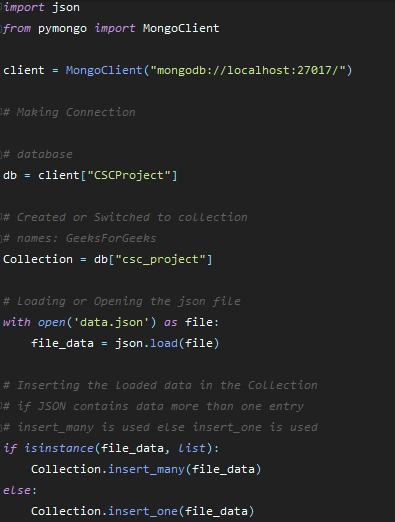 import json
from pymongo import MongoClient
client = MongoClient("mongodb://localhost:27017/")
# Making Connection
# database
db = client["CSCProject"]
# Created or Switched to collection
# names: GeeksForGeeks
Collection = db["csc_project"]
# Loading or Opening the json file
with open('data.json') as file:
    file_data = json.load(file)
# Inserting the loaded data in the Collection
# if JSON contains data more than one entry
# insert_many is used else insert_one is used
if isinstance(file_data, list):
    Collection.insert_many(file_data)
else:
    Collection.insert_one(file_data)